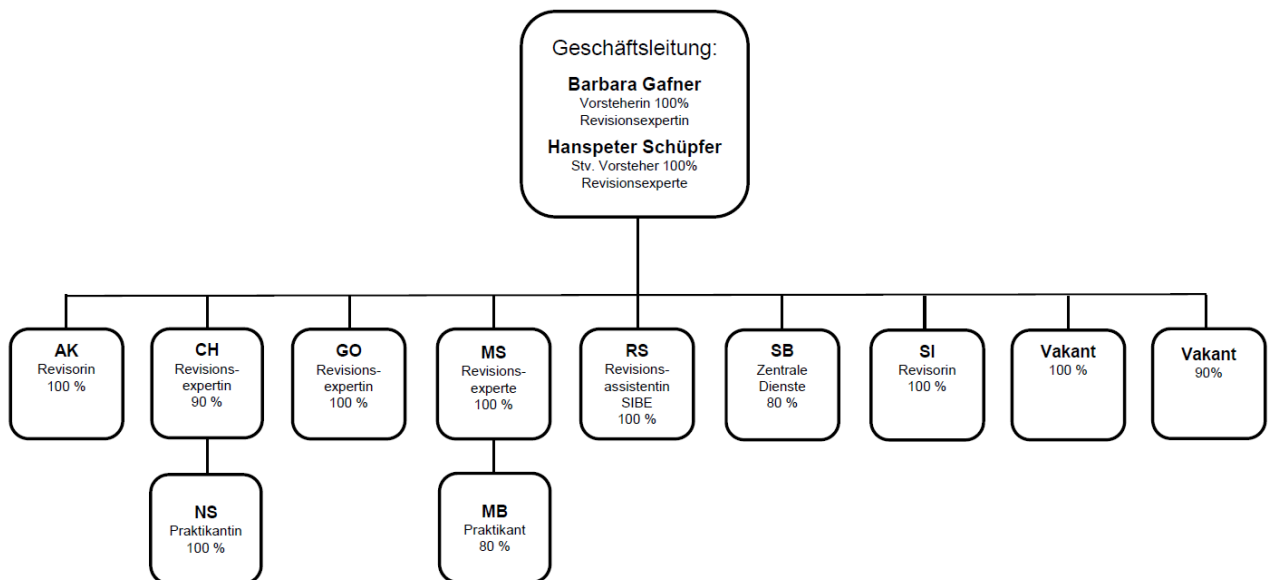 Geschäftsleitung:
Barbara Gafner
Vorsteherin 100%
Revisionsexpertin
Hanspeter Schüpfer
Stv. Vorsteher 100%
Revisionsexperte
AK
Revisorin
100 %
CH
Revisions-
expertin
90 %
GO
Revisions-
expertin
100 %
MS
Revisions-
experte
100 %
RS
Revisions-
assistentin
SIBE
100 %
SB
Zentrale
Dienste
80 %
SI
Revisorin
100 %
Vakant
100 %
Vakant
90%
NS
Praktikantin
100 %
MB
Praktikant
80 %